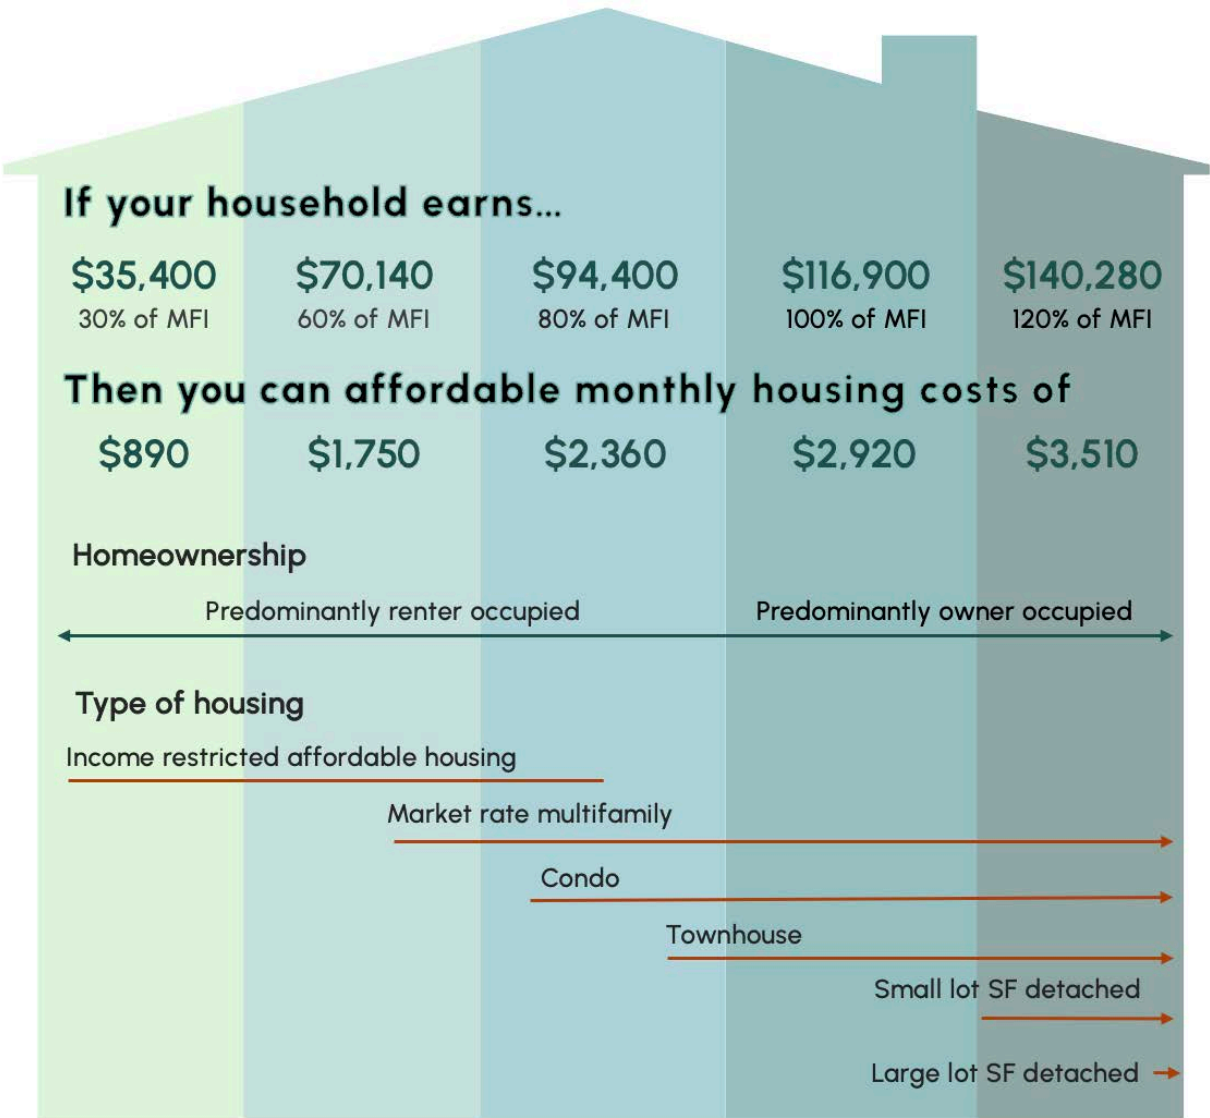 If your household earns...
$35,400 $70,140 $94,400 $116,900 $140,280
30% of MFI 60% of MFI 80% of MFI 100% of MFI 120% of MFI
Then you can affordable monthly housing costs of
$890 $1,750 $2,360 $2,920 $3,510
Homeownership
Predominantly renter occupied Predominantly owner occupied
Type of housing
Income restricted affordable housing
Market rate multifamily
Condo
Townhouse
Small lot SF detached
Large lot SF detached